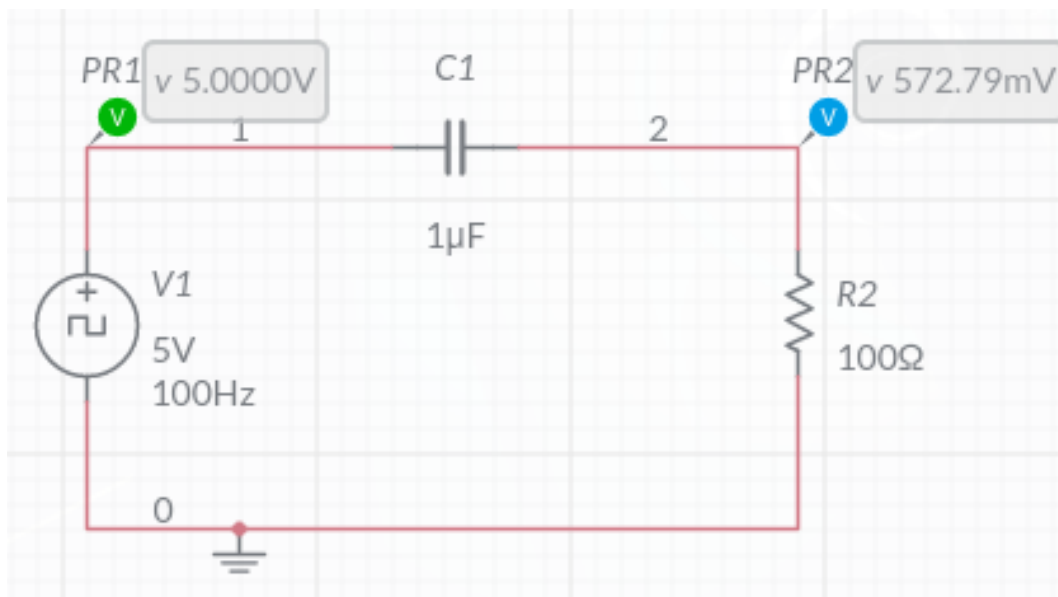 PR1
v 5.0000V
C1
PR2
v 572.79mV
V
V
1
2
1µF
+
V1
5V
100Hz
R2
100Ω
0